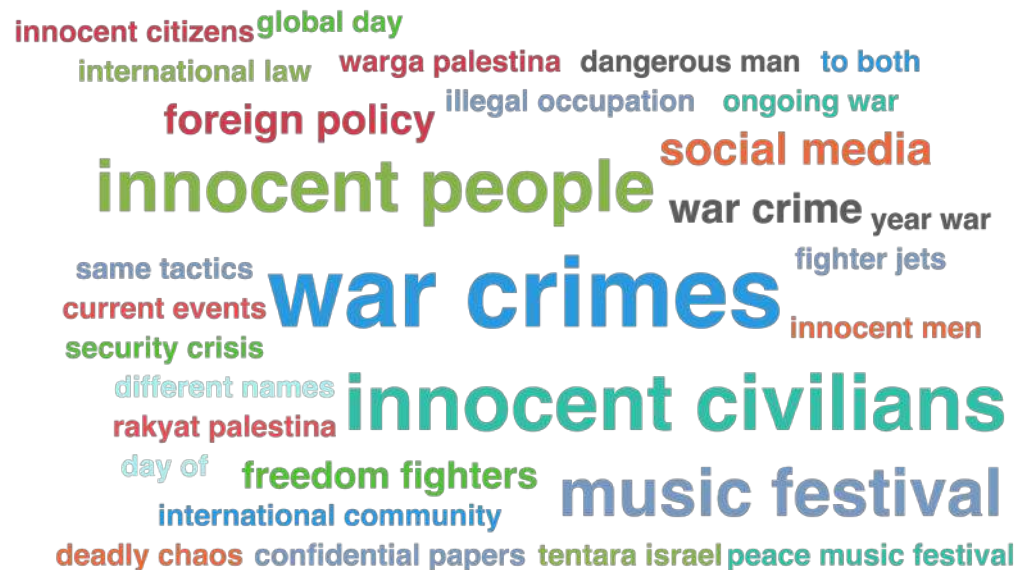 innocent citizens global day
international law warga palestina dangerous man to both
illegal occupation ongoing war
foreign policy
social media
innocent people
war crime year war
same tactics war crimes fighter jets
current events
innocent men
security crisis
different names innocent civilians
rakyat palestina
day of freedom fighters music festival
international community
deadly chaos confidential papers tentara israel peace music festival